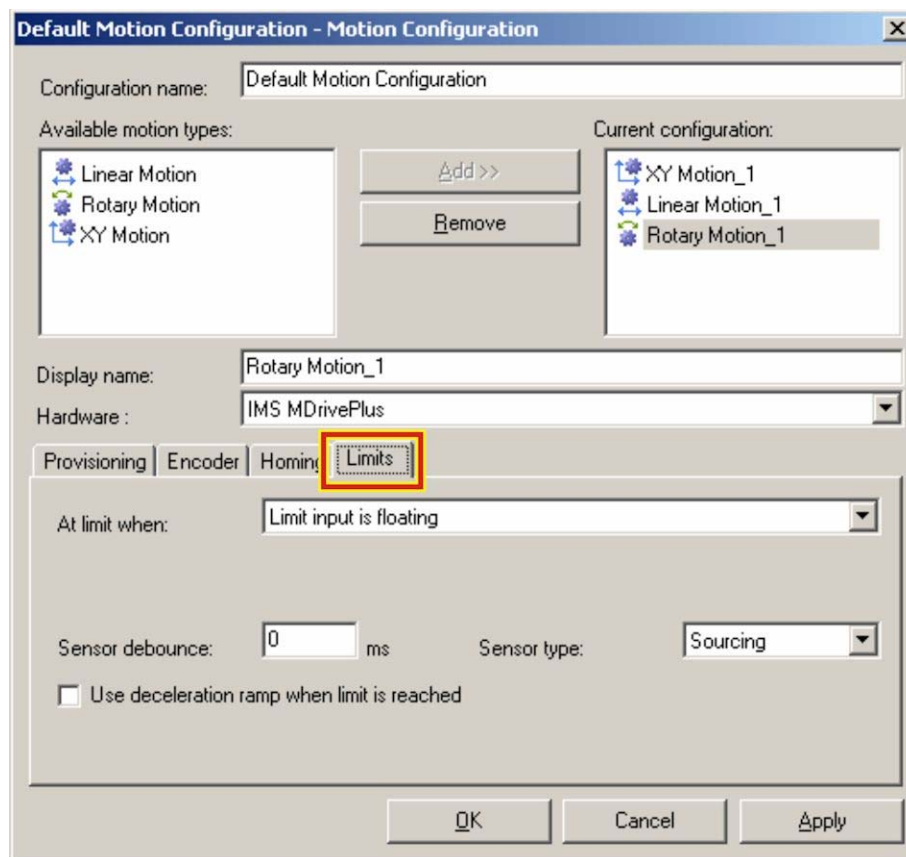 Default Motion Configuration - Motion Configuration
Configuration name: Default Motion Configuration
Available motion types: Current configuration:
Linear Motion Add >> XY Motion_1
Rotary Motion Remove Linear Motion_1
XY Motion Rotary Motion_1
Display name: Rotary Motion_1
Hardware : IMS MDrivePlus
Provisioning Encoder Homing Limits
At limit when: Limit input is floating
Sensor debounce: 0 ms Sensor type: Sourcing
Use deceleration ramp when limit is reached
OK Cancel Apply